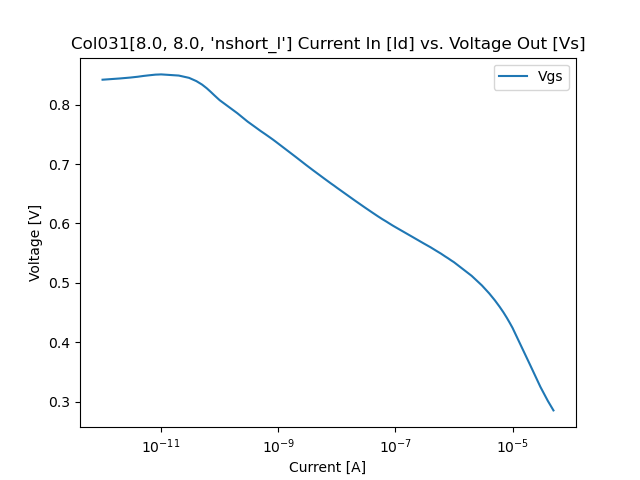 Col031[8.0, 8.0, 'nshort_l'] Current In [Id] vs. Voltage Out [Vs]
Vgs
0.8
0.7
0.6
0.5
0.4
0.3
Voltage [V]
10⁻¹¹ 10⁻⁹ 10⁻⁷ 10⁻⁵
Current [A]